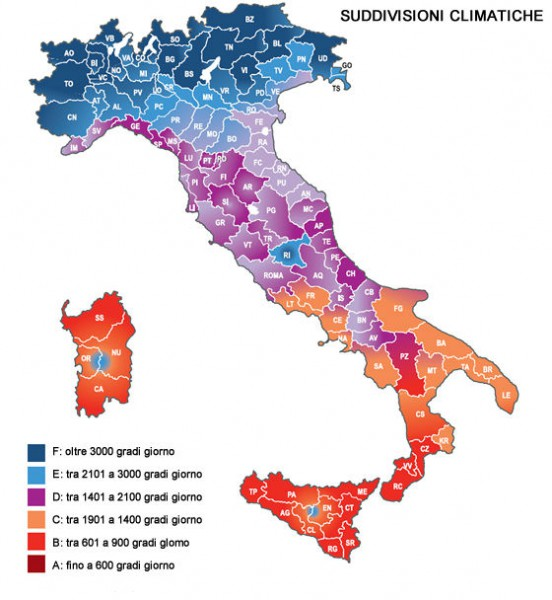 SUDDIVISIONI CLIMATICHE
BZ
VB SO
AO CO TN BL PN UD
BI VA BG GO
NO MI BS VI TV TS
TO VC VR PD VE
AT PV MN RO
CN AL PC PR RE MO BO FE
SV GE RA
IM SP MS FC RN
LU PT PO PU
PI FI AR AN
LI SI PG MC
GR AP
VT TR RI TE
PE
ROMA AQ CH
LT FR IS CB FG
CE BN
NA AV BA
SA PZ MT TA BR
LE
SS
OR NU
CA
CS
CZ KR
VV
RC
TP PA ME
AG EN CT
CL
RG SR
F: oltre 3000 gradi giorno
E: tra 2101 a 3000 gradi giorno
D: tra 1401 a 2100 gradi giorno
C: tra 1901 a 1400 gradi giorno
B: tra 601 a 900 gradi glomo
A: fino a 600 gradi giorno